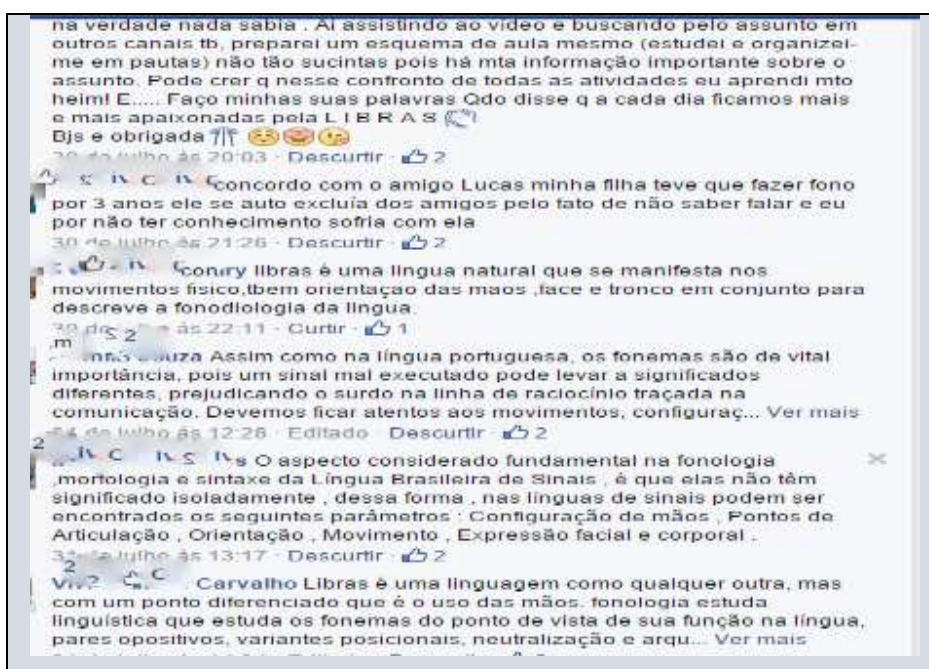 na verdade nada sabia . Aí assistindo ao vídeo e buscando pelo assunto em
outros canais tb, preparei um esquema de aula mesmo (estudei e organizei-
me em pautas) não tão sucintas pois há mta informação importante sobre o
assunto. Pode crer q nesse confronto de todas as atividades eu aprendi mto
heim! E..... Faço minhas suas palavras Qdo disse q a cada dia ficamos mais
e mais apaixonadas pela L I B R A S
Bjs e obrigada
de julho às 20:03 · Descurtir · 2
concordo com o amigo Lucas minha filha teve que fazer fono
por 3 anos ele se auto excluía dos amigos pelo fato de não saber falar e eu
por não ter conhecimento sofria com ela
30 de julho às 21:26 · Descurtir · 2
libras é uma lingua natural que se manifesta nos
movimentos fisico,tbem orientaçao das maos ,face e tronco em conjunto para
descreve a fonodiologia da lingua.
às 22:11 · Curtir · 1
Assim como na língua portuguesa, os fonemas são de vital
importância, pois um sinal mal executado pode levar a significados
diferentes, prejudicando o surdo na linha de raciocínio traçada na
comunicação. Devemos ficar atentos aos movimentos, configuraç... Ver mais
de julho às 12:28 · Editado · Descurtir · 2
O aspecto considerado fundamental na fonologia
,morfologia e sintaxe da Língua Brasileira de Sinais , é que elas não têm
significado isoladamente , dessa forma , nas línguas de sinais podem ser
encontrados os seguintes parâmetros : Configuração de mãos , Pontos de
Articulação , Orientação , Movimento , Expressão facial e corporal .
de julho às 13:17 · Descurtir · 2
Carvalho Libras é uma linguagem como qualquer outra, mas
com um ponto diferenciado que é o uso das mãos. fonologia estuda
linguística que estuda os fonemas do ponto de vista de sua função na língua,
pares opositivos, variantes posicionais, neutralização e arqu... Ver mais